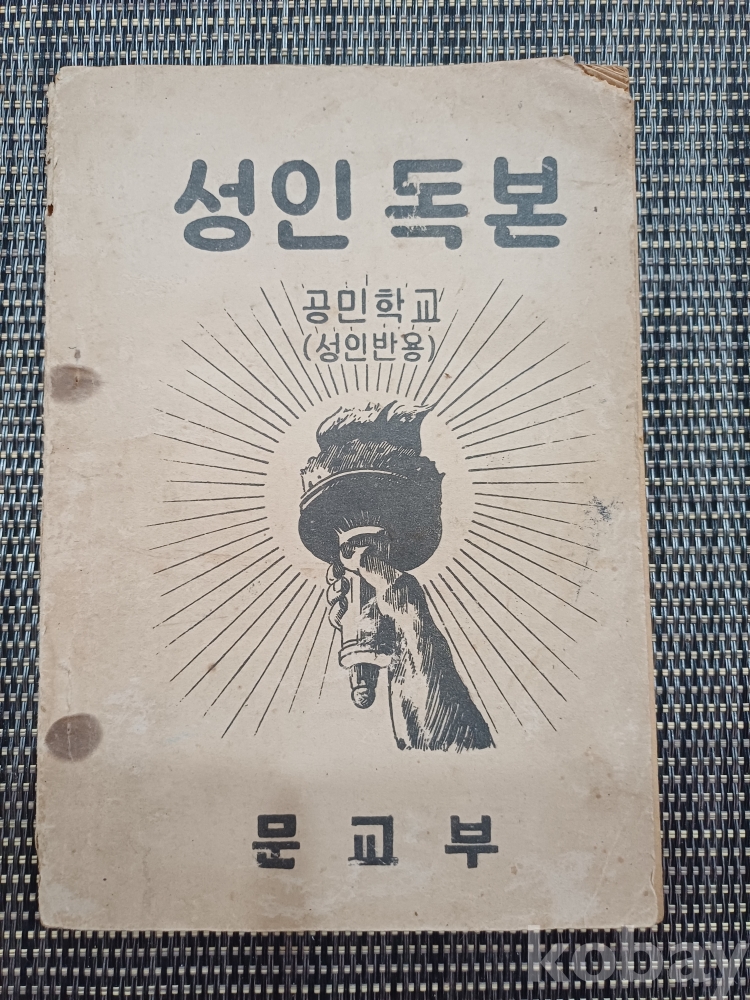 성인 독본
공민학교
(성인반용)
문교부
kobay